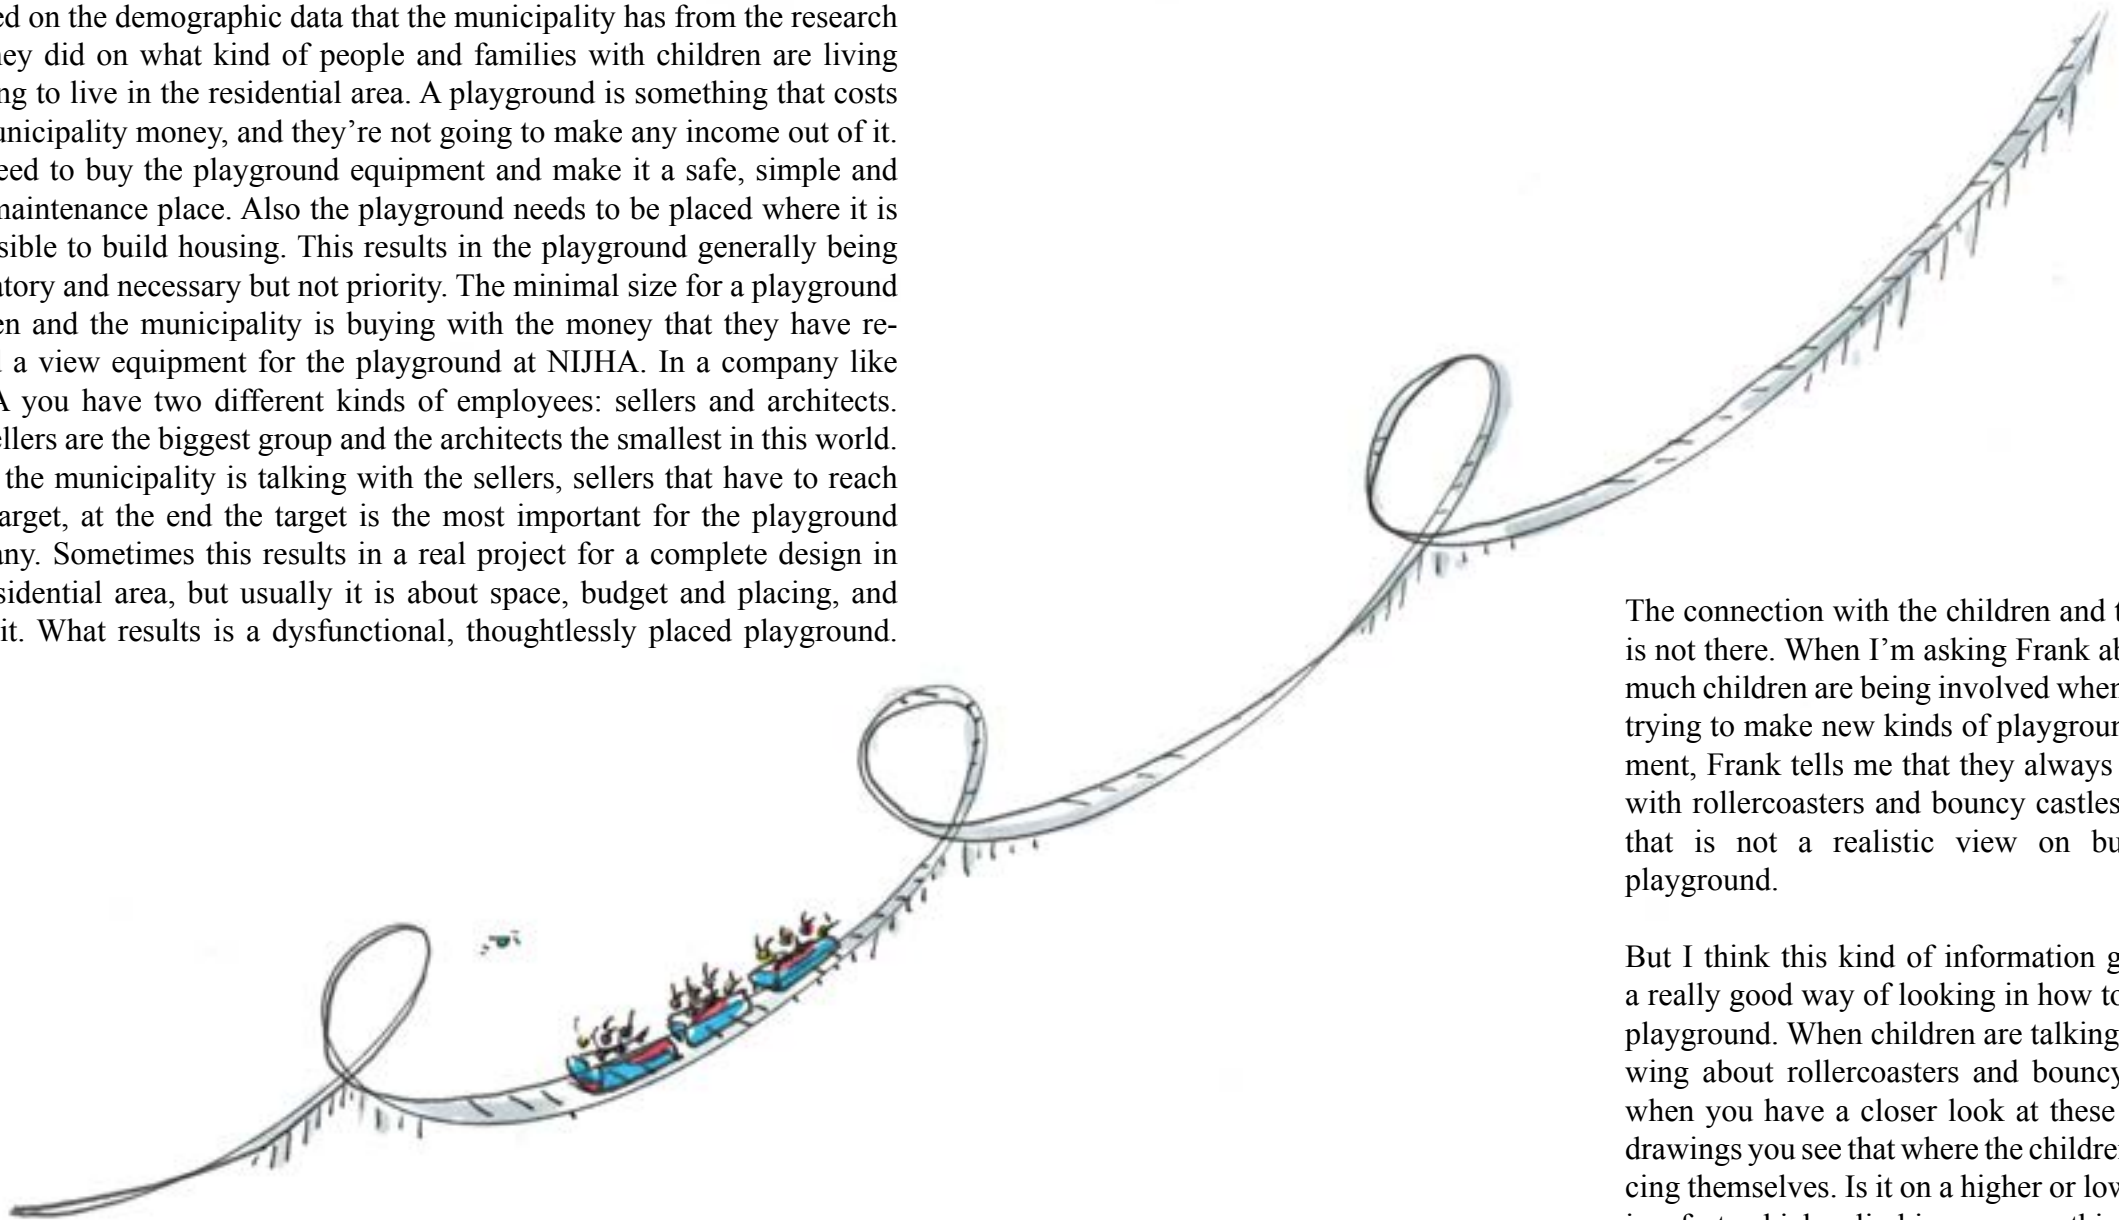 ed on the demographic data that the municipality has from the research
hey did on what kind of people and families with children are living
ng to live in the residential area. A playground is something that costs
unicipality money, and they’re not going to make any income out of it.
eed to buy the playground equipment and make it a safe, simple and
maintenance place. Also the playground needs to be placed where it is
sible to build housing. This results in the playground generally being
atory and necessary but not priority. The minimal size for a playground
en and the municipality is buying with the money that they have re-
a view equipment for the playground at NIJHA. In a company like
A you have two different kinds of employees: sellers and architects.
ellers are the biggest group and the architects the smallest in this world.
the municipality is talking with the sellers, sellers that have to reach
arget, at the end the target is the most important for the playground
any. Sometimes this results in a real project for a complete design in
sidential area, but usually it is about space, budget and placing, and
it. What results is a dysfunctional, thoughtlessly placed playground.
The connection with the children and t
is not there. When I’m asking Frank ab
much children are being involved when
trying to make new kinds of playgroun
ment, Frank tells me that they always
with rollercoasters and bouncy castles
that is not a realistic view on bu
playground.
But I think this kind of information g
a really good way of looking in how to
playground. When children are talking
wing about rollercoasters and bouncy
when you have a closer look at these
drawings you see that where the children
cing themselves. Is it on a higher or low